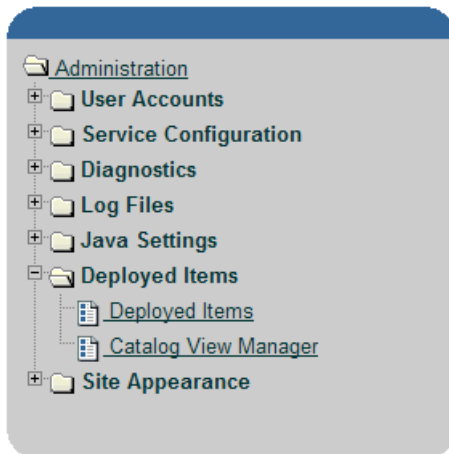 Administration
User Accounts
Service Configuration
Diagnostics
Log Files
Java Settings
Deployed Items
Deployed Items
Catalog View Manager
Site Appearance